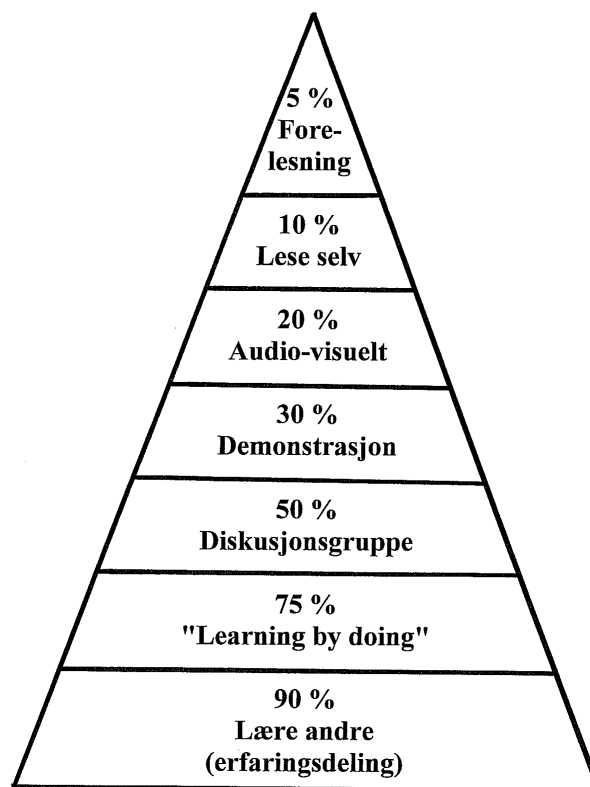 5 %
Fore-
lesning
10 %
Lese selv
20 %
Audio-visuelt
30 %
Demonstrasjon
50 %
Diskusjonsgruppe
75 %
"Learning by doing"
90 %
Lære andre
(erfaringsdeling)